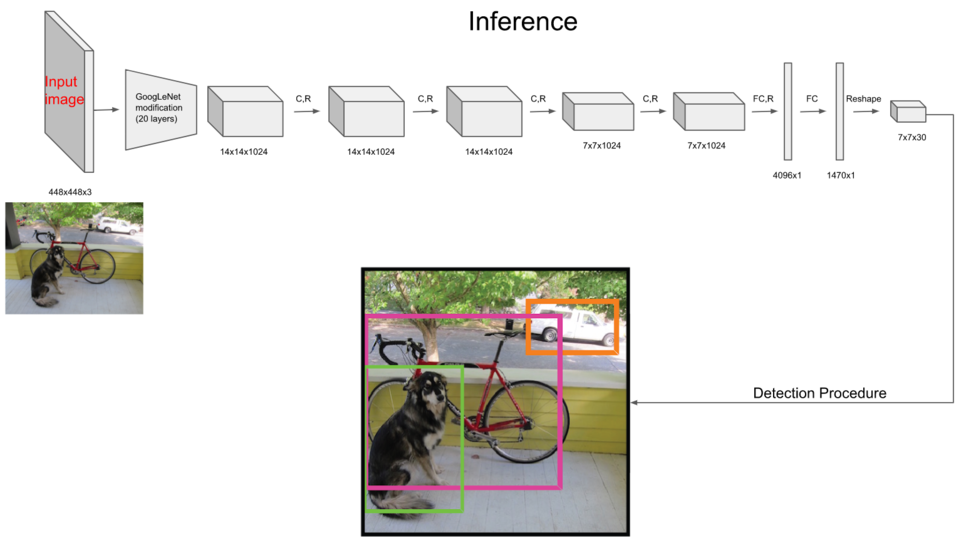 Inference
Input
image
GoogLeNet
modification
(20 layers)
C,R
C,R
C,R
C,R
FC,R
FC
Reshape
14x14x1024
14x14x1024
14x14x1024
7x7x1024
7x7x1024
4096x1
1470x1
7x7x30
448x448x3
Detection Procedure